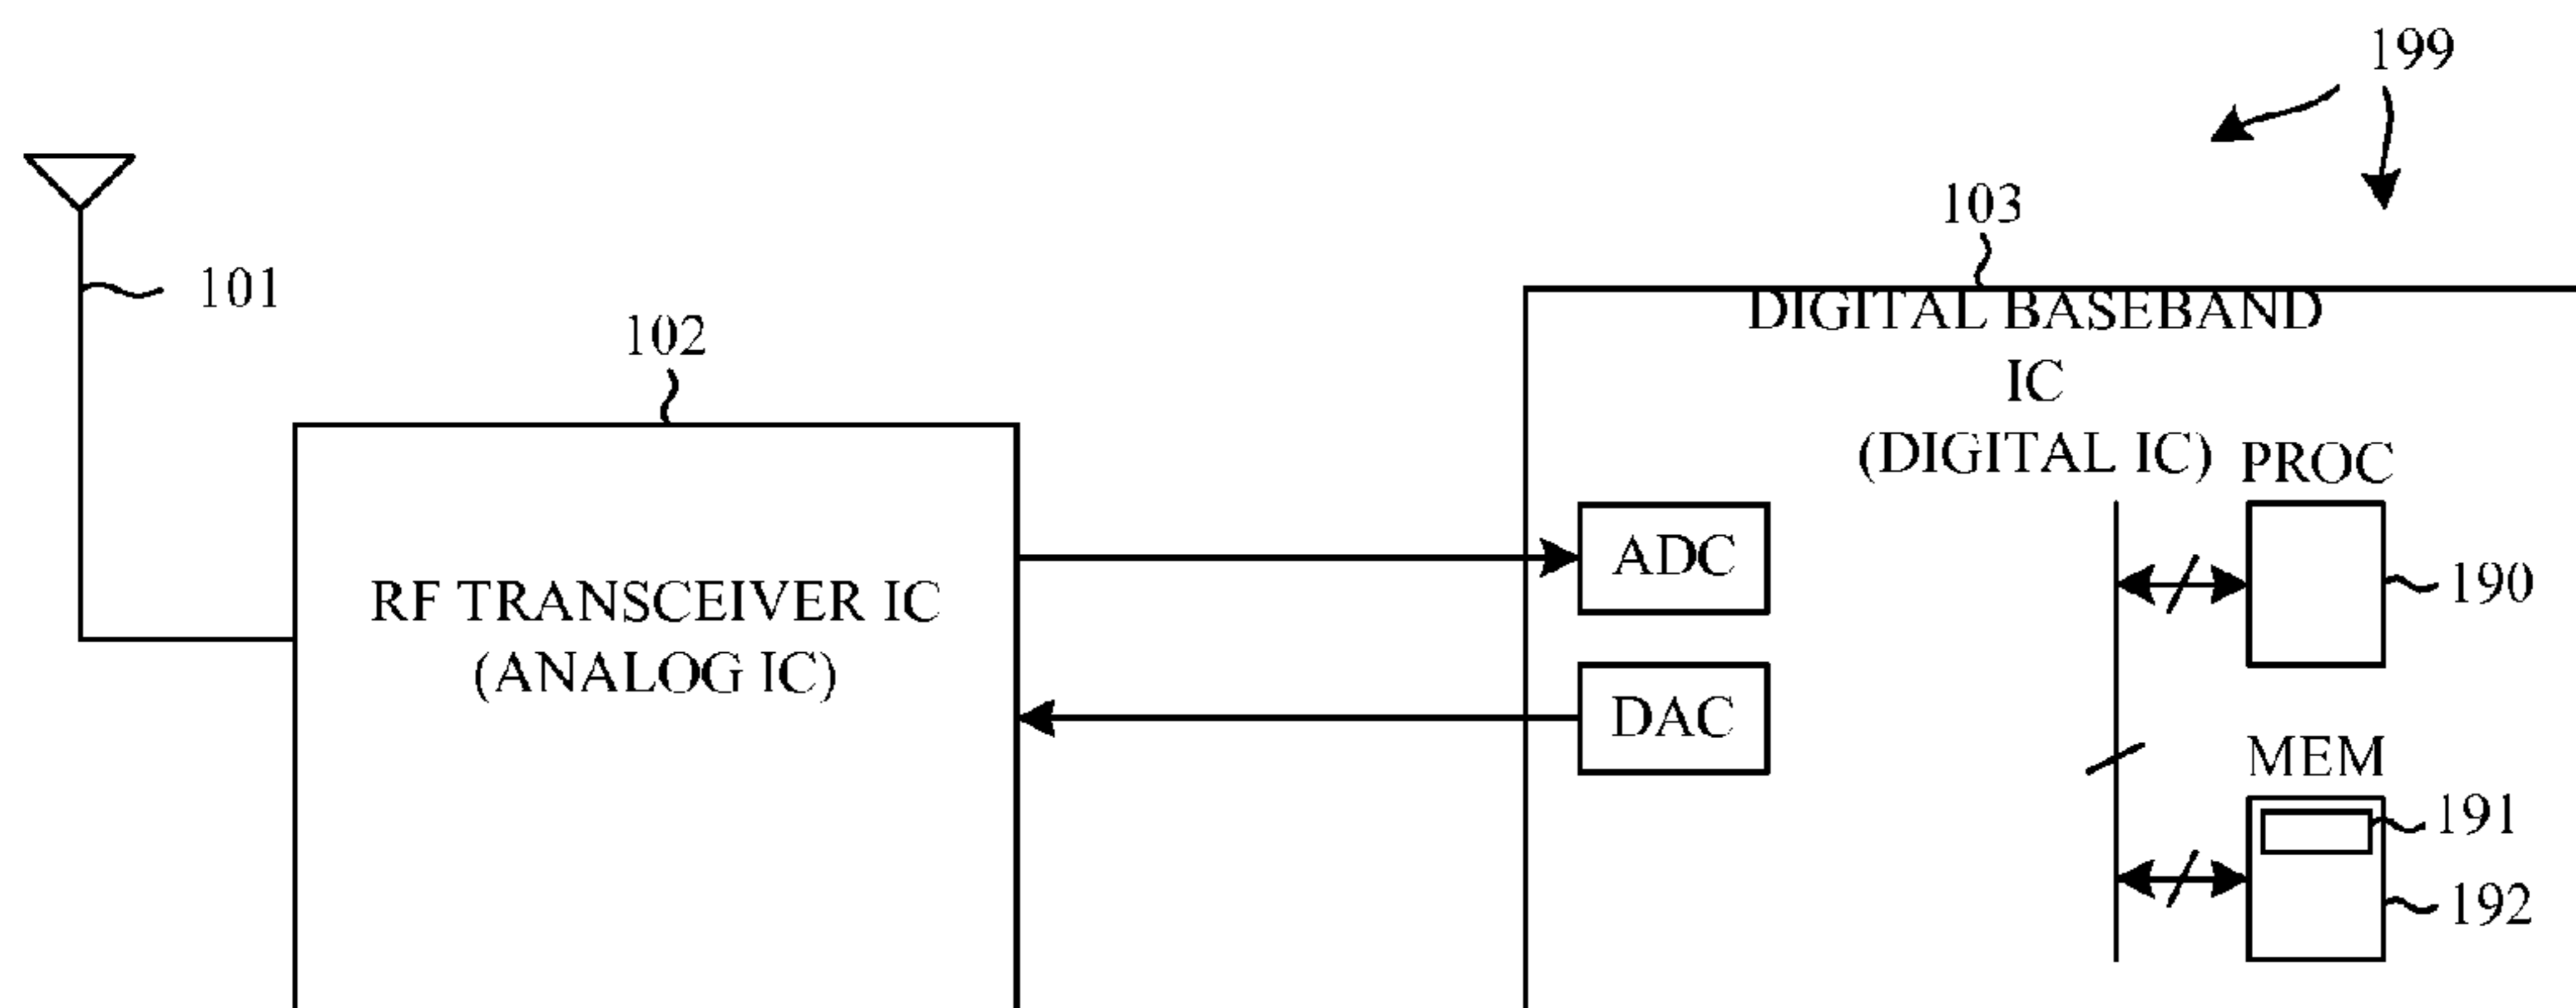 199
103
101
102
DIGITAL BASEBAND
IC
(DIGITAL IC)
PROC
ADC
190
RF TRANSCEIVER IC
(ANALOG IC)
DAC
MEM
191
192